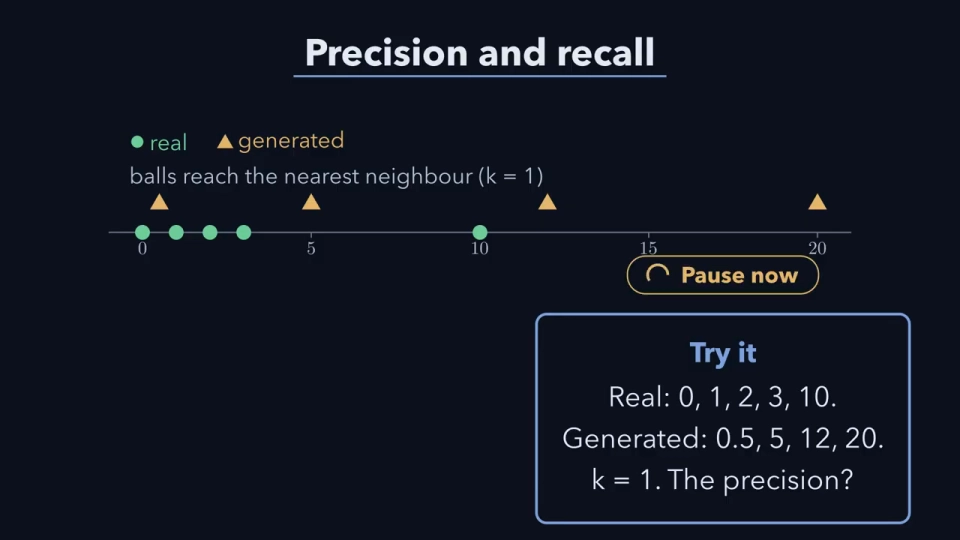 Precision and recall
real generated
balls reach the nearest neighbour (k = 1)
0 5 10 15 20
Pause now
Try it
Real: 0, 1, 2, 3, 10.
Generated: 0.5, 5, 12, 20.
k = 1. The precision?